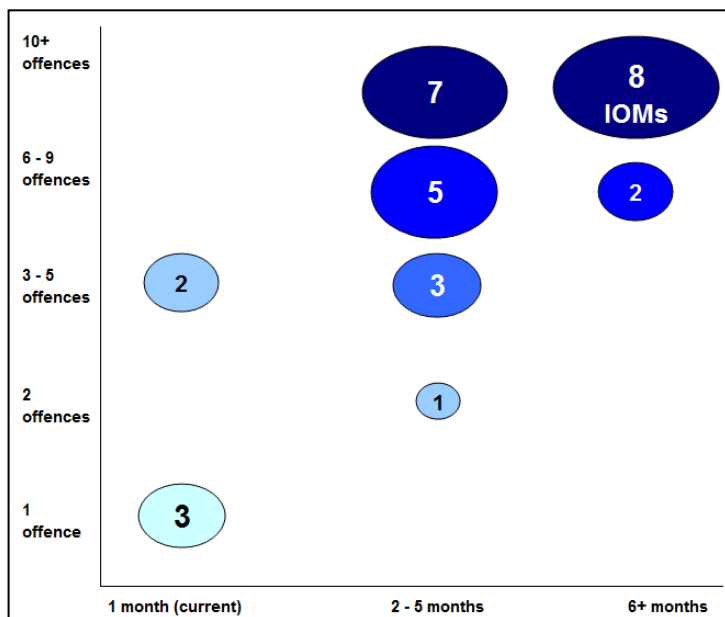 10+
offences
7
8
IOMs
6 - 9
offences
5
2
3 - 5
offences
2
3
2
offences
1
1
offence
3
1 month (current)
2 - 5 months
6+ months